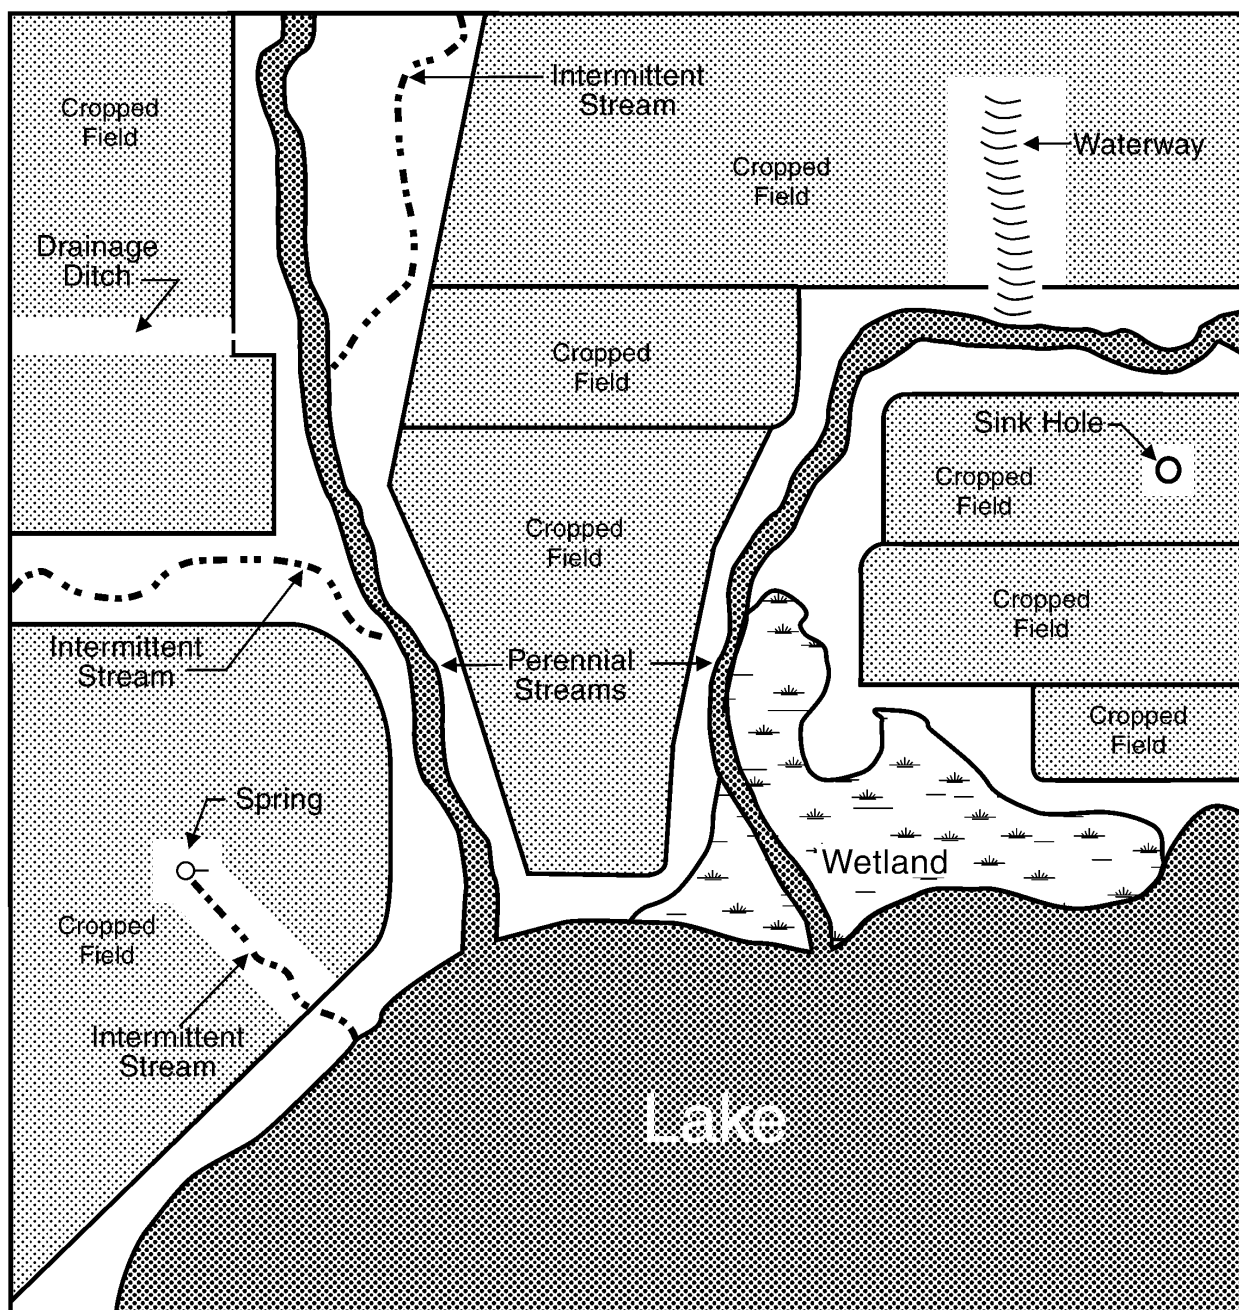 Intermittent
Stream
Cropped
Field
Waterway
Cropped
Field
Drainage
Ditch
Cropped
Field
Sink Hole
Cropped
Field
Cropped
Field
Cropped
Field
Intermittent
Stream
Perennial
Streams
Cropped
Field
Spring
Wetland
Cropped
Field
Intermittent
Stream
Lake